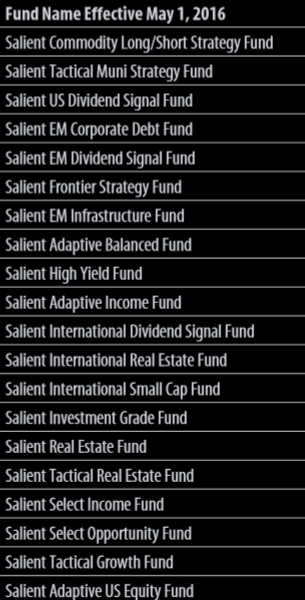 Fund Name Effective May 1, 2016
Salient Commodity Long/Short Strategy Fund
Salient Tactical Muni Strategy Fund
Salient US Dividend Signal Fund
Salient EM Corporate Debt Fund
Salient EM Dividend Signal Fund
Salient Frontier Strategy Fund
Salient EM Infrastructure Fund
Salient Adaptive Balanced Fund
Salient High Yield Fund
Salient Adaptive Income Fund
Salient International Dividend Signal Fund
Salient International Real Estate Fund
Salient International Small Cap Fund
Salient Investment Grade Fund
Salient Real Estate Fund
Salient Tactical Real Estate Fund
Salient Select Income Fund
Salient Select Opportunity Fund
Salient Tactical Growth Fund
Salient Adaptive US Equity Fund